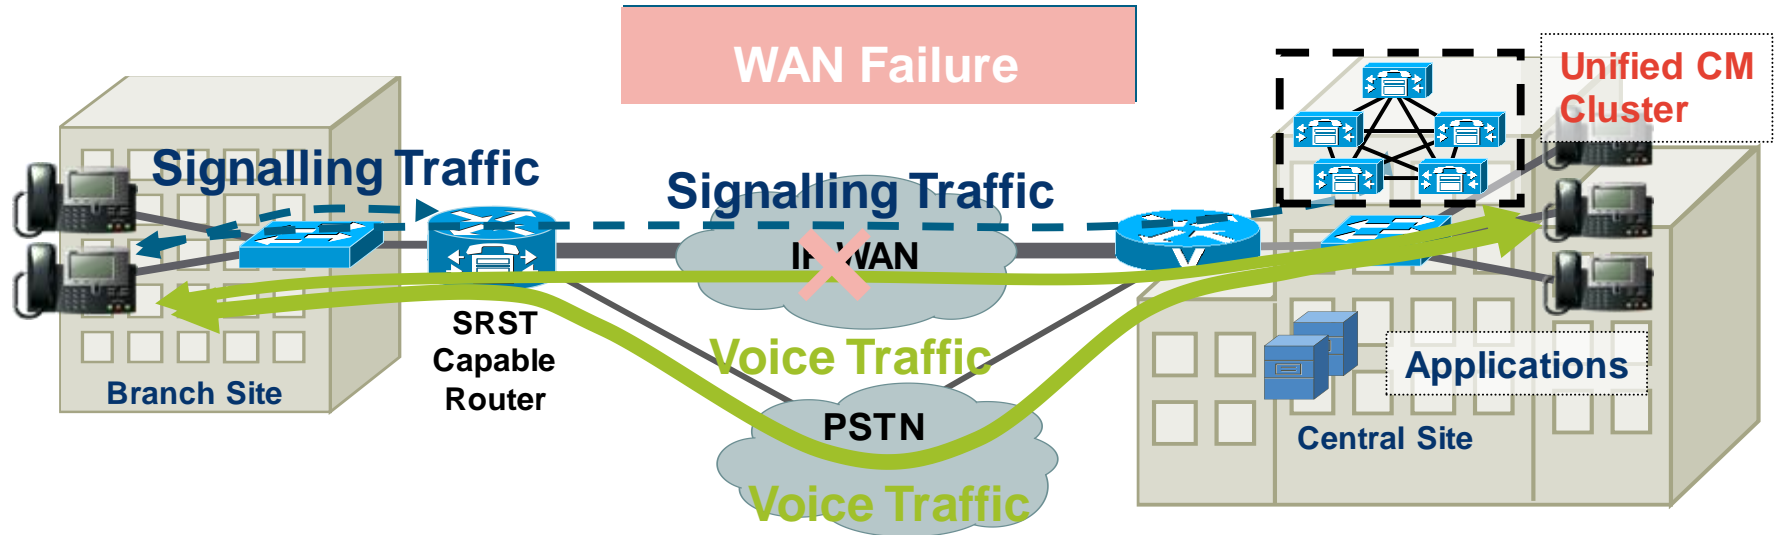 WAN Failure
Unified CM
Cluster
Signalling Traffic
Signalling Traffic
IP WAN
V
SRST
Capable
Router
Voice Traffic
Branch Site
Applications
PSTN
Central Site
Voice Traffic